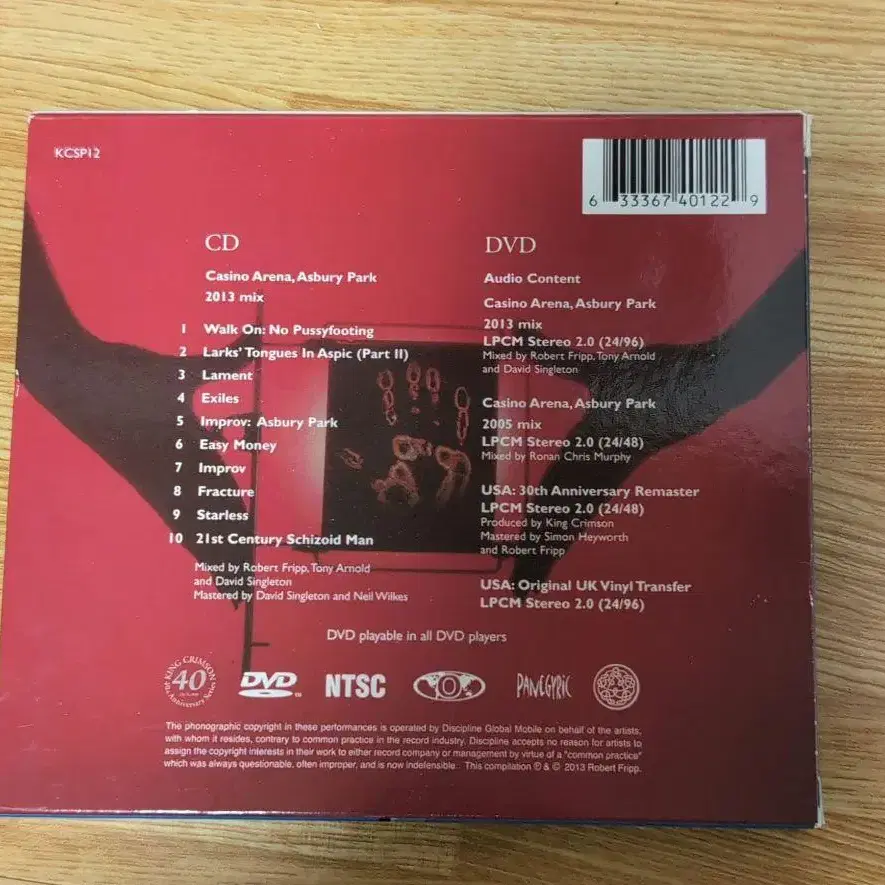 KCSP12
6 33367 40122 9
CD
Casino Arena, Asbury Park
2013 mix
1 Walk On: No Pussyfooting
2 Larks' Tongues In Aspic (Part II)
3 Lament
4 Exiles
5 Improv: Asbury Park
6 Easy Money
7 Improv
8 Fracture
9 Starless
10 21st Century Schizoid Man
Mixed by Robert Fripp, Tony Arnold
and David Singleton
Mastered by David Singleton and Neil Wilkes
DVD
Audio Content
Casino Arena, Asbury Park
2013 mix
LPCM Stereo 2.0 (24/96)
Mixed by Robert Fripp, Tony Arnold
and David Singleton
Casino Arena, Asbury Park
2005 mix
LPCM Stereo 2.0 (24/48)
Mixed by Ronan Chris Murphy
USA: 30th Anniversary Remaster
LPCM Stereo 2.0 (24/48)
Produced by King Crimson
Mastered by Simon Heyworth
and Robert Fripp
USA: Original UK Vinyl Transfer
LPCM Stereo 2.0 (24/96)
DVD playable in all DVD players
KING CRIMSON
40
Anniversary Series
DVD
NTSC
PANEGYRIC
The phonographic copyright in these performances is operated by Discipline Global Mobile on behalf of the artists,
with whom it resides, contrary to common practice in the record industry. Discipline accepts no reason for artists to
assign the copyright interests in their work to either record company or management by virtue of a "common practice"
which was always questionable, often improper, and is now indefensible. This compilation ℗ & © 2013 Robert Fripp.